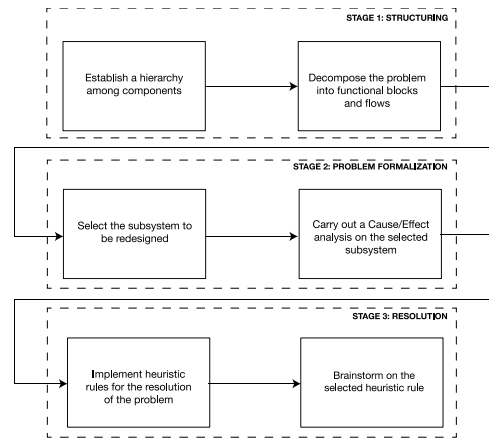 STAGE 1: STRUCTURING
Establish a hierarchy
among components
Decompose the problem
into functional blocks
and flows
STAGE 2: PROBLEM FORMALIZATION
Select the subsystem to
be redesigned
Carry out a Cause/Effect
analysis on the selected
subsystem
STAGE 3: RESOLUTION
Implement heuristic
rules for the resolution
of the problem
Brainstorm on the
selected heuristic rule